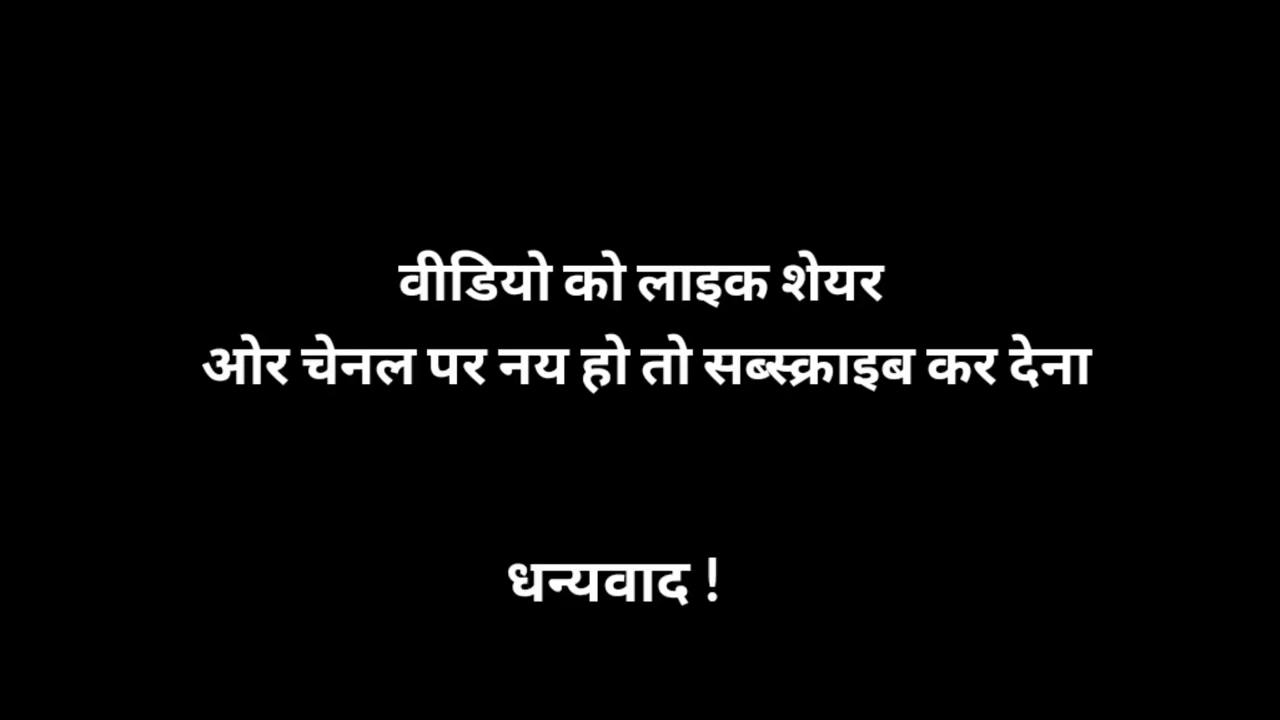 वीडियो को लाइक शेयर
ओर चेनल पर नय हो तो सब्स्क्राइब कर देना
धन्यवाद !